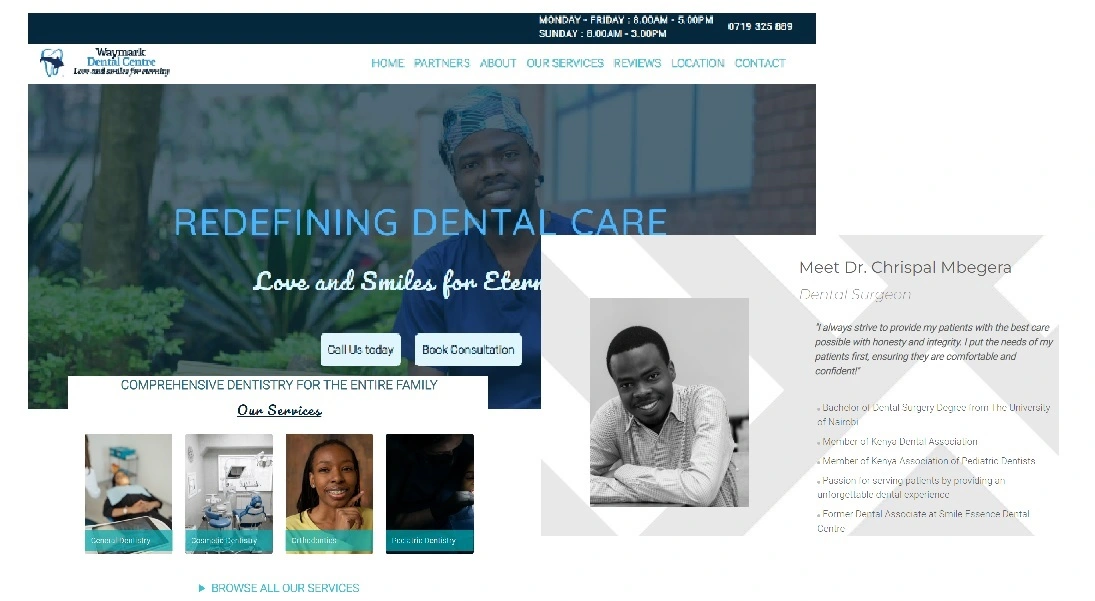 MONDAY - FRIDAY : 8.00AM - 5.00PM
SUNDAY : 8.00AM - 3.00PM
0719 325 889
Waymark
Dental Centre
Love and smiles for eternity
HOME PARTNERS ABOUT OUR SERVICES REVIEWS LOCATION CONTACT
REDEFINING DENTAL CARE
Love and Smiles for Etern
Call Us today
Book Consultation
COMPREHENSIVE DENTISTRY FOR THE ENTIRE FAMILY
Our Services
General Dentistry
Cosmetic Dentistry
Orthodontics
Pediatric Dentistry
BROWSE ALL OUR SERVICES
Meet Dr. Chrispal Mbegera
Dental Surgeon
"I always strive to provide my patients with the best care
possible with honesty and integrity. I put the needs of my
patients first, ensuring they are comfortable and
confident!"
Bachelor of Dental Surgery Degree from The University
of Nairobi
Member of Kenya Dental Association
Member of Kenya Association of Pediatric Dentists
Passion for serving patients by providing an
unforgettable dental experience
Former Dental Associate at Smile Essence Dental
Centre